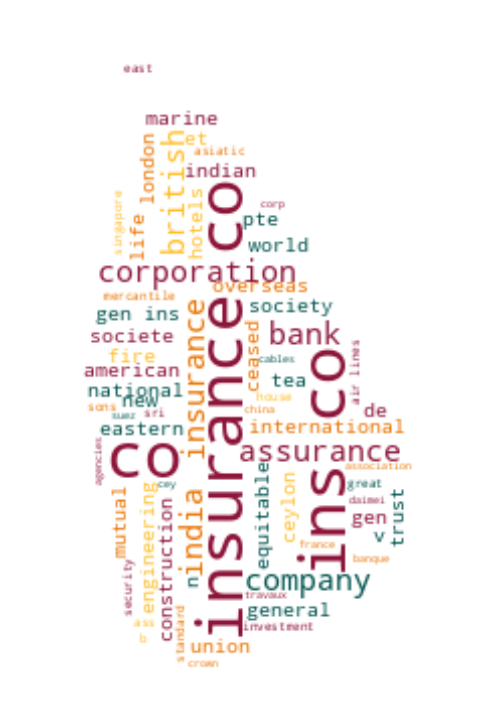 east
marine
et
asiatic
london
british
indian
singapore
life
hotels
corp
insurance co
pte
world
corporation
overseas
mercantile
society
gen ins
societe
bank
fire
ceased
cables
american
air lines
national
tea
new
house
sons
suez
sri
china
de
india insurance
eastern
international
co
assurance
agencies
association
cey
great
ins co
mutual
engineering
construction
equitable
ceylon
daimei
gen
trust
v
france
banque
security
n
company
travaux
general
ass
br
standard
investment
union
crown